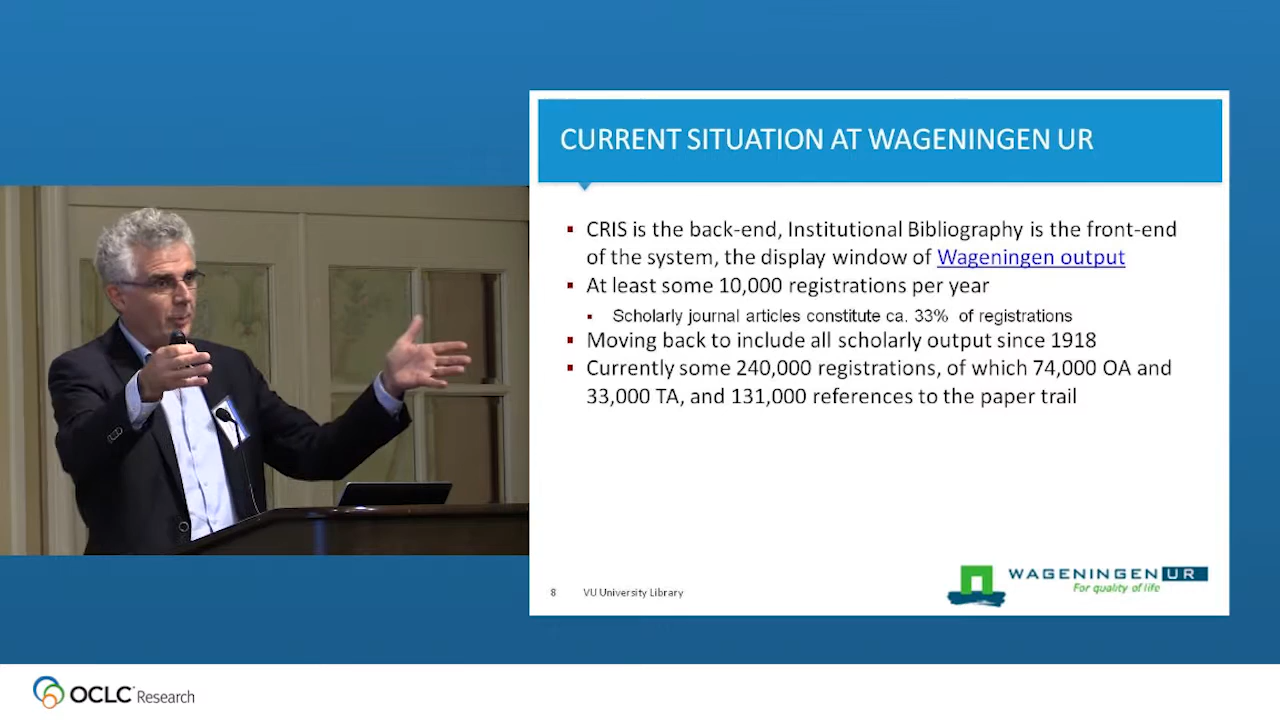 CURRENT SITUATION AT WAGENINGEN UR
CRIS is the back-end, Institutional Bibliography is the front-end
of the system, the display window of Wageningen output
At least some 10,000 registrations per year
Scholarly journal articles constitute ca. 33% of registrations
Moving back to include all scholarly output since 1918
Currently some 240,000 registrations, of which 74,000 OA and
33,000 TA, and 131,000 references to the paper trail
8 VU University Library
WAGENINGEN UR
For quality of life
OCLC Research